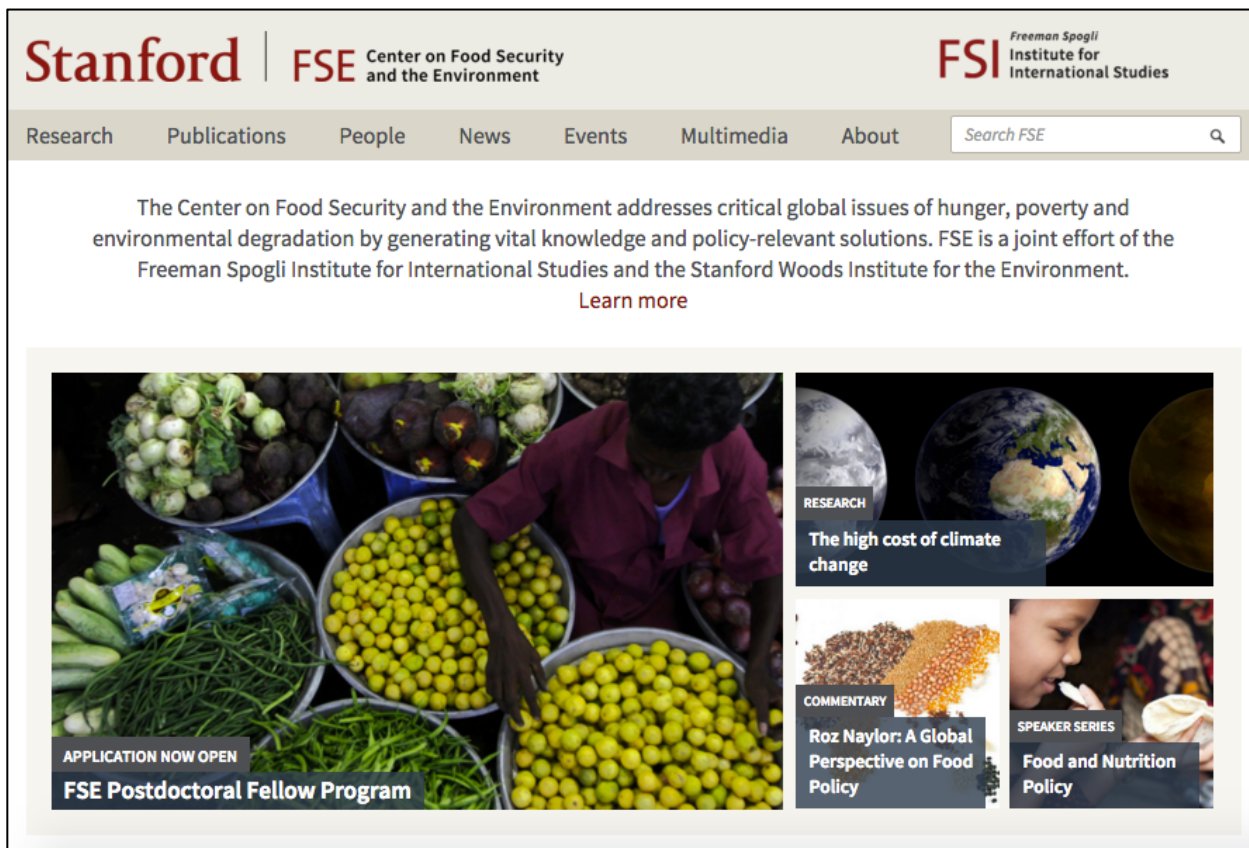 Stanford
FSE Center on Food Security
and the Environment
FSI Freeman Spogli
Institute for
International Studies
Research Publications People News Events Multimedia About Search FSE
The Center on Food Security and the Environment addresses critical global issues of hunger, poverty and
environmental degradation by generating vital knowledge and policy-relevant solutions. FSE is a joint effort of the
Freeman Spogli Institute for International Studies and the Stanford Woods Institute for the Environment.
Learn more
APPLICATION NOW OPEN
FSE Postdoctoral Fellow Program
RESEARCH
The high cost of climate
change
COMMENTARY
Roz Naylor: A Global
Perspective on Food
Policy
SPEAKER SERIES
Food and Nutrition
Policy